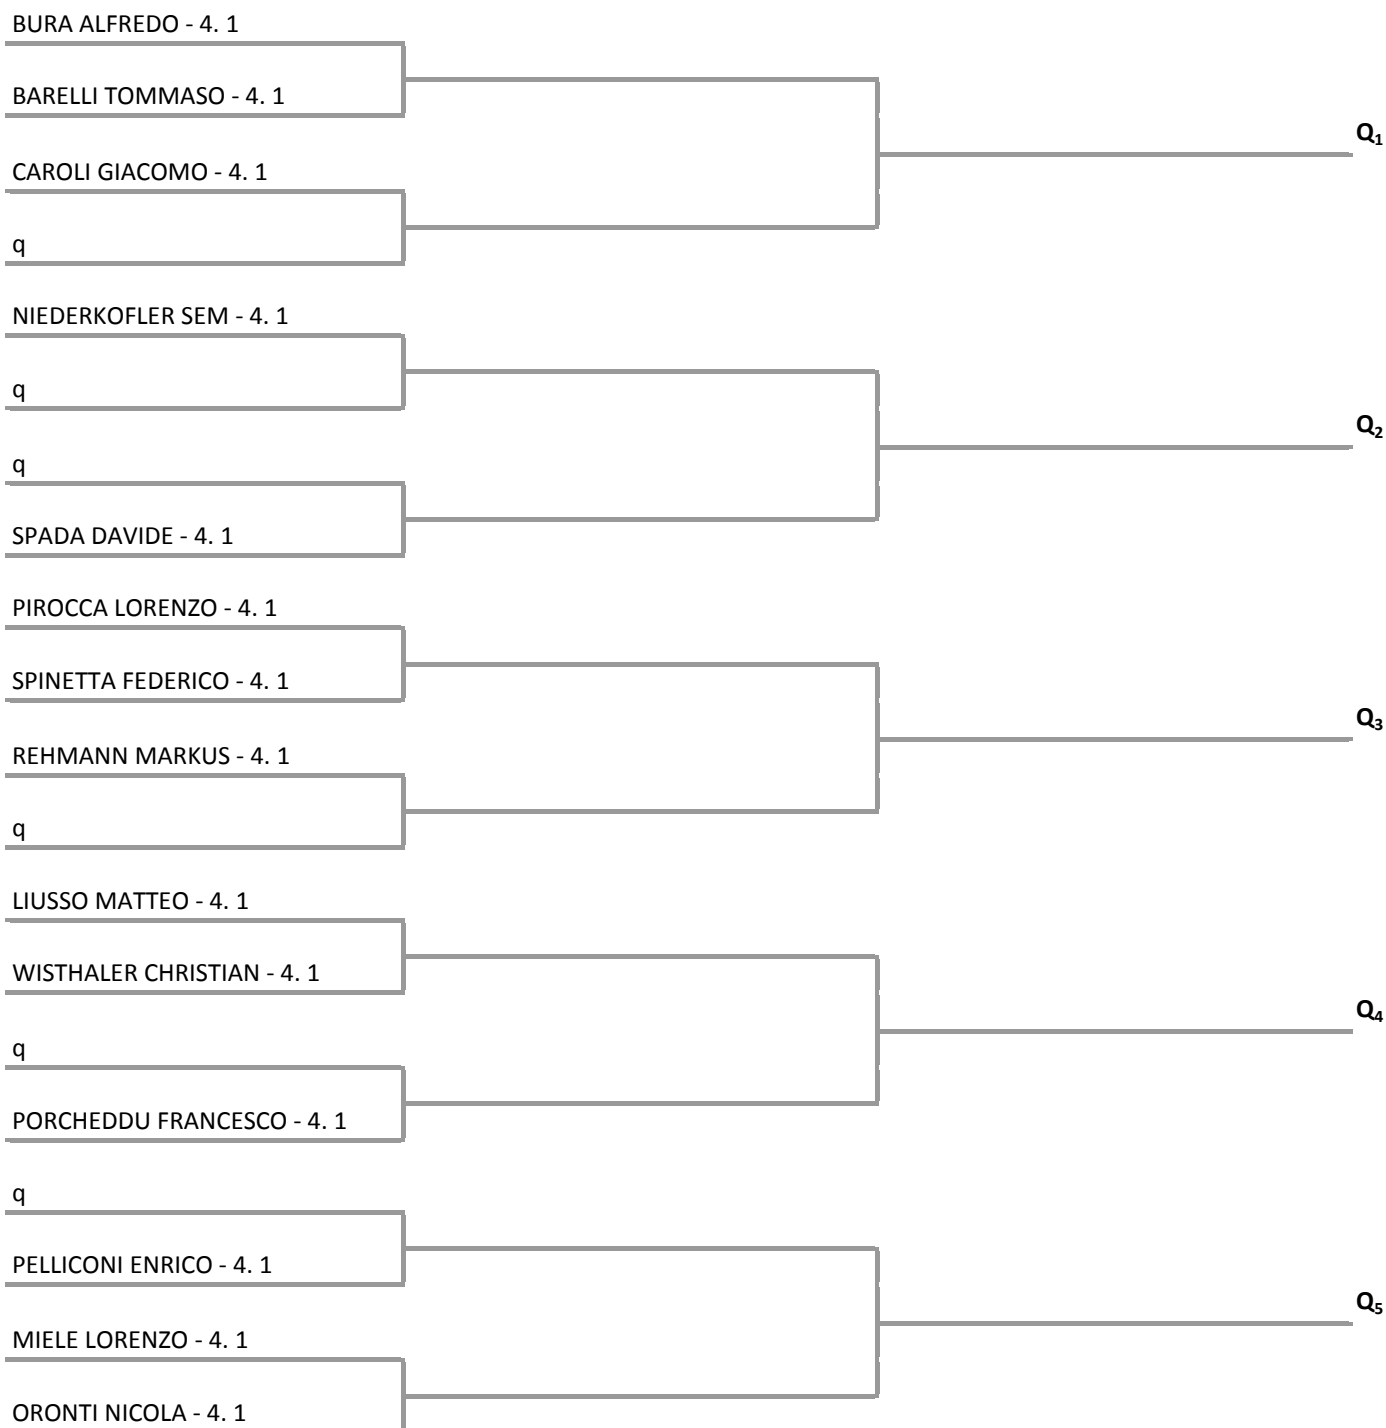 BURA ALFREDO - 4. 1
BARELLI TOMMASO - 4. 1
Q1
CAROLI GIACOMO - 4. 1
q
NIEDERKOFLER SEM - 4. 1
q
Q2
q
SPADA DAVIDE - 4. 1
PIROCCA LORENZO - 4. 1
SPINETTA FEDERICO - 4. 1
Q3
REHMANN MARKUS - 4. 1
q
LIUSSO MATTEO - 4. 1
WISTHALER CHRISTIAN - 4. 1
Q4
q
PORCHEDDU FRANCESCO - 4. 1
q
PELLICONI ENRICO - 4. 1
Q5
MIELE LORENZO - 4. 1
ORONTI NICOLA - 4. 1